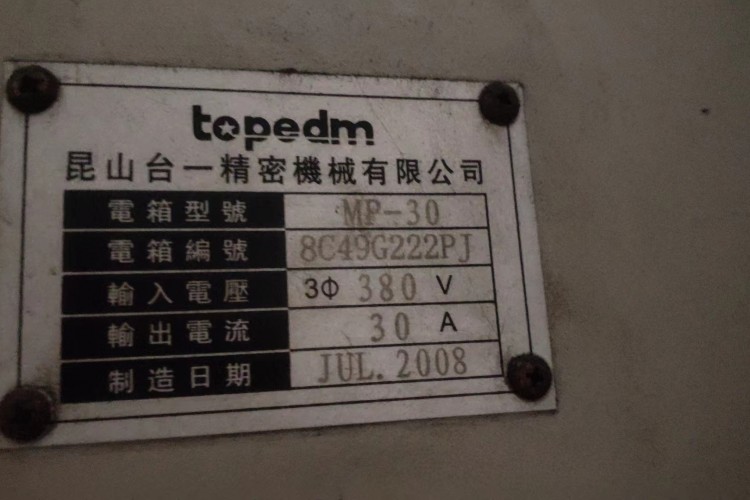 topedm
昆山台一精密機械有限公司
電箱型號 MP-30
電箱編號 8C49G222PJ
輸入電壓 3Φ 380 V
輸出電流 30 A
制造日期 JUL. 2008